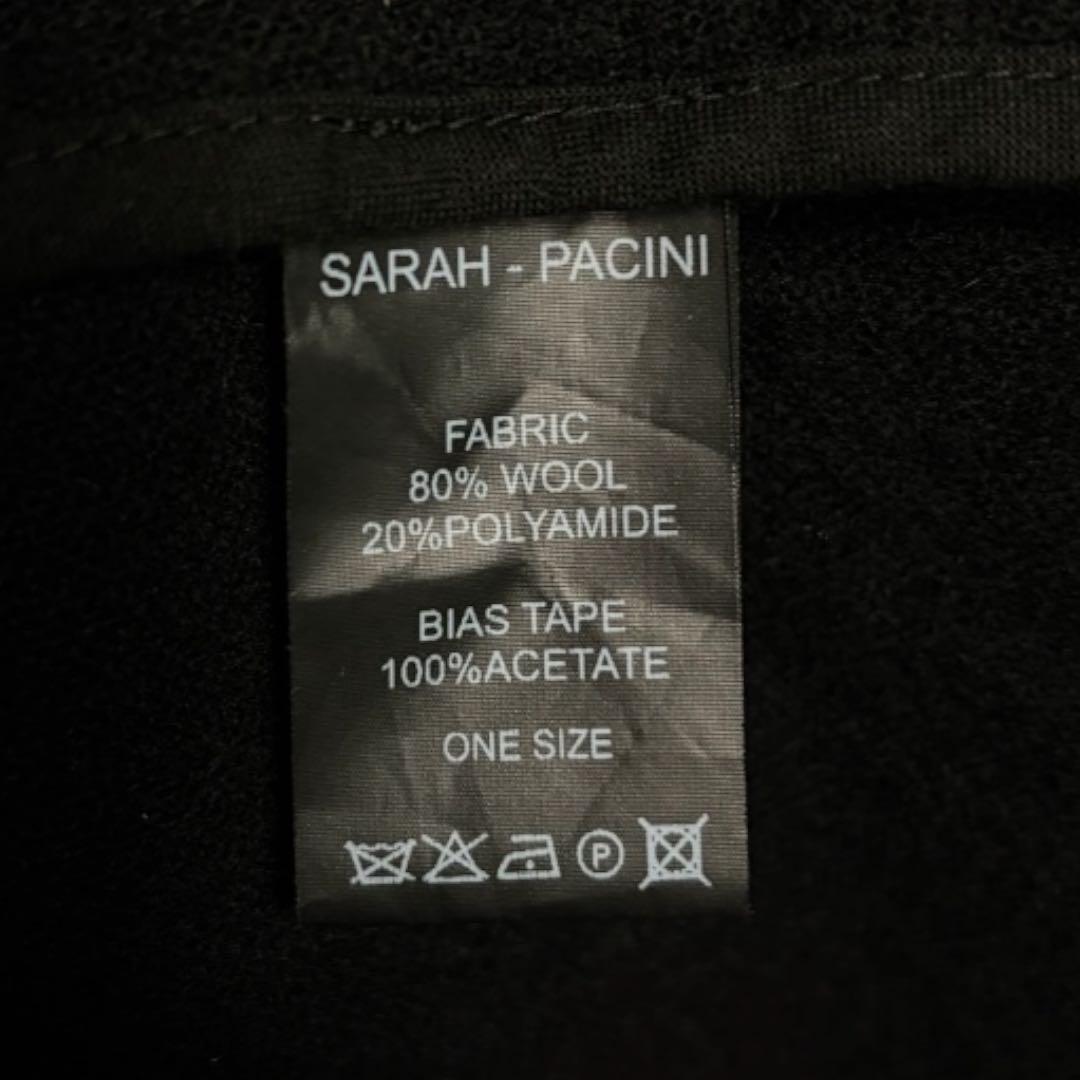 SARAH - PACINI
FABRIC
80% WOOL
20%POLYAMIDE
BIAS TAPE
100%ACETATE
ONE SIZE
P